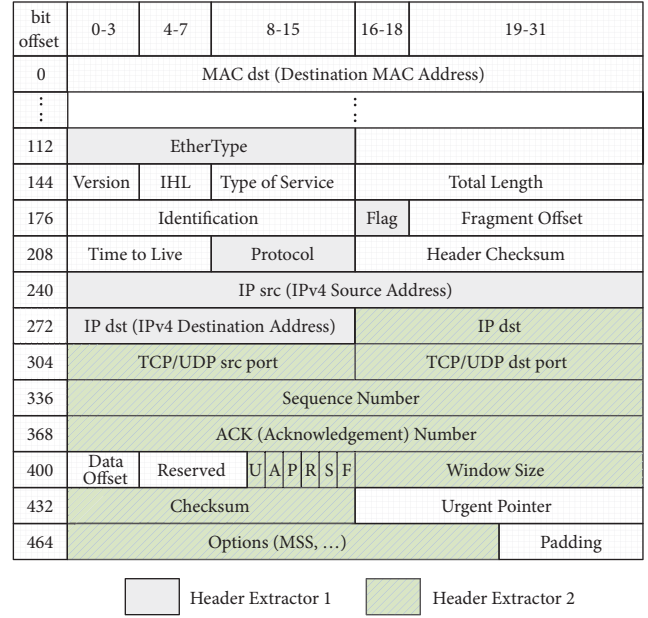 bit offset 0-3 4-7 8-15 16-18 19-31
0 MAC dst (Destination MAC Address)
⋮ ⋮
112 EtherType
144 Version IHL Type of Service Total Length
176 Identification Flag Fragment Offset
208 Time to Live Protocol Header Checksum
240 IP src (IPv4 Source Address)
272 IP dst (IPv4 Destination Address) IP dst
304 TCP/UDP src port TCP/UDP dst port
336 Sequence Number
368 ACK (Acknowledgement) Number
400 Data Offset Reserved U A P R S F Window Size
432 Checksum Urgent Pointer
464 Options (MSS, …) Padding
Header Extractor 1 Header Extractor 2